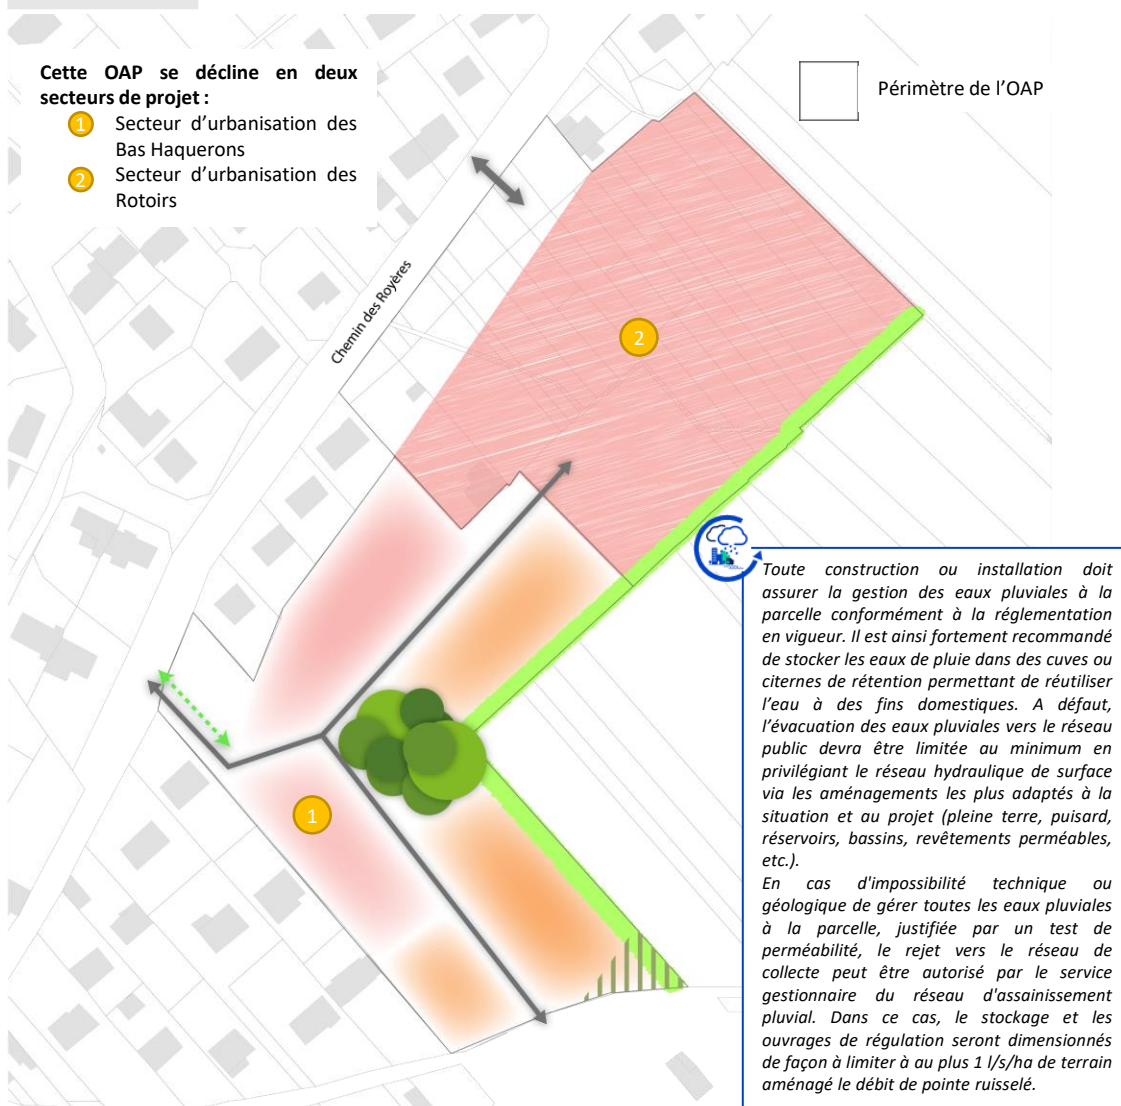 Cette OAP se décline en deux
secteurs de projet :
1 Secteur d'urbanisation des
Bas Haquerons
2 Secteur d'urbanisation des
Rotoirs
Périmètre de l'OAP
Chemin des Royères
2
1
Toute construction ou installation doit
assurer la gestion des eaux pluviales à la
parcelle conformément à la réglementation
en vigueur. Il est ainsi fortement recommandé
de stocker les eaux de pluie dans des cuves ou
citernes de rétention permettant de réutiliser
l'eau à des fins domestiques. A défaut,
l'évacuation des eaux pluviales vers le réseau
public devra être limitée au minimum en
privilégiant le réseau hydraulique de surface
via les aménagements les plus adaptés à la
situation et au projet (pleine terre, puisard,
réservoirs, bassins, revêtements perméables,
etc.).
En cas d'impossibilité technique ou
géologique de gérer toutes les eaux pluviales
à la parcelle, justifiée par un test de
perméabilité, le rejet vers le réseau de
collecte peut être autorisé par le service
gestionnaire du réseau d'assainissement
pluvial. Dans ce cas, le stockage et les
ouvrages de régulation seront dimensionnés
de façon à limiter à au plus 1 l/s/ha de terrain
aménagé le débit de pointe ruisselé.